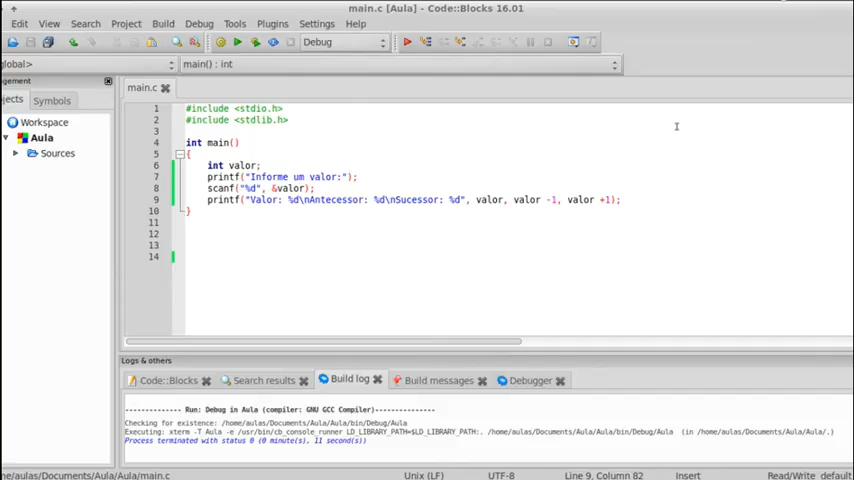 main.c [Aula] - Code::Blocks 16.01
Edit View Search Project Build Debug Tools Plugins Settings Help
Debug
global> main() : int
agement
ojects Symbols
main.c
Workspace
Aula
Sources
1 #include <stdio.h>
2 #include <stdlib.h>
3
4 int main()
5 {
6 int valor;
7 printf("Informe um valor:");
8 scanf("%d", &valor);
9 printf("Valor: %d\nAntecessor: %d\nSucessor: %d", valor, valor -1, valor +1);
10 }
11
12
13
14
Logs & others
Code::Blocks Search results Build log Build messages Debugger
-------------- Run: Debug in Aula (compiler: GNU GCC Compiler)---------------
Checking for existence: /home/aulas/Documents/Aula/Aula/bin/Debug/Aula
Executing: xterm -T Aula -e /usr/bin/cb_console_runner LD_LIBRARY_PATH=$LD_LIBRARY_PATH:. /home/aulas/Documents/Aula/Aula/bin/Debug/Aula (in /home/aulas/Documents/Aula/Aula/.)
Process terminated with status 0 (0 minute(s), 11 second(s))
e/aulas/Documents/Aula/Aula/main.c Unix (LF) UTF-8 Line 9, Column 82 Insert Read/Write default